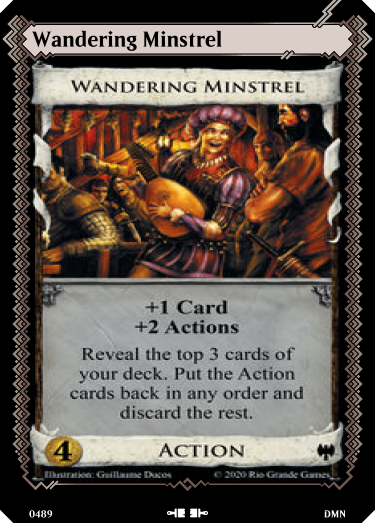 Wandering Minstrel
WANDERING MINSTREL
+1 Card
+2 Actions
Reveal the top 3 cards of
your deck. Put the Action
cards back in any order and
discard the rest.
4
ACTION
Illustration: Guillaume Ducos
© 2020 Rio Grande Games
0489
DMN